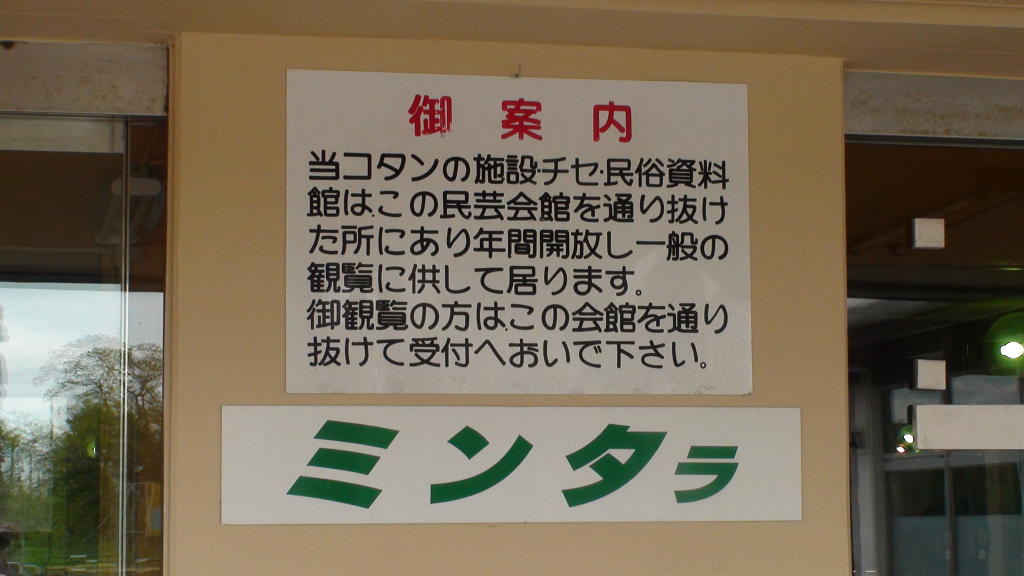 御案内
当コタンの施設・チセ・民俗資料
館は、この民芸会館を通り抜け
た所にあり年間開放し一般の
観覧に供して居ります。
御観覧の方は、この会館を通り
抜けて受付へおいで下さい。
ミンタㇻ